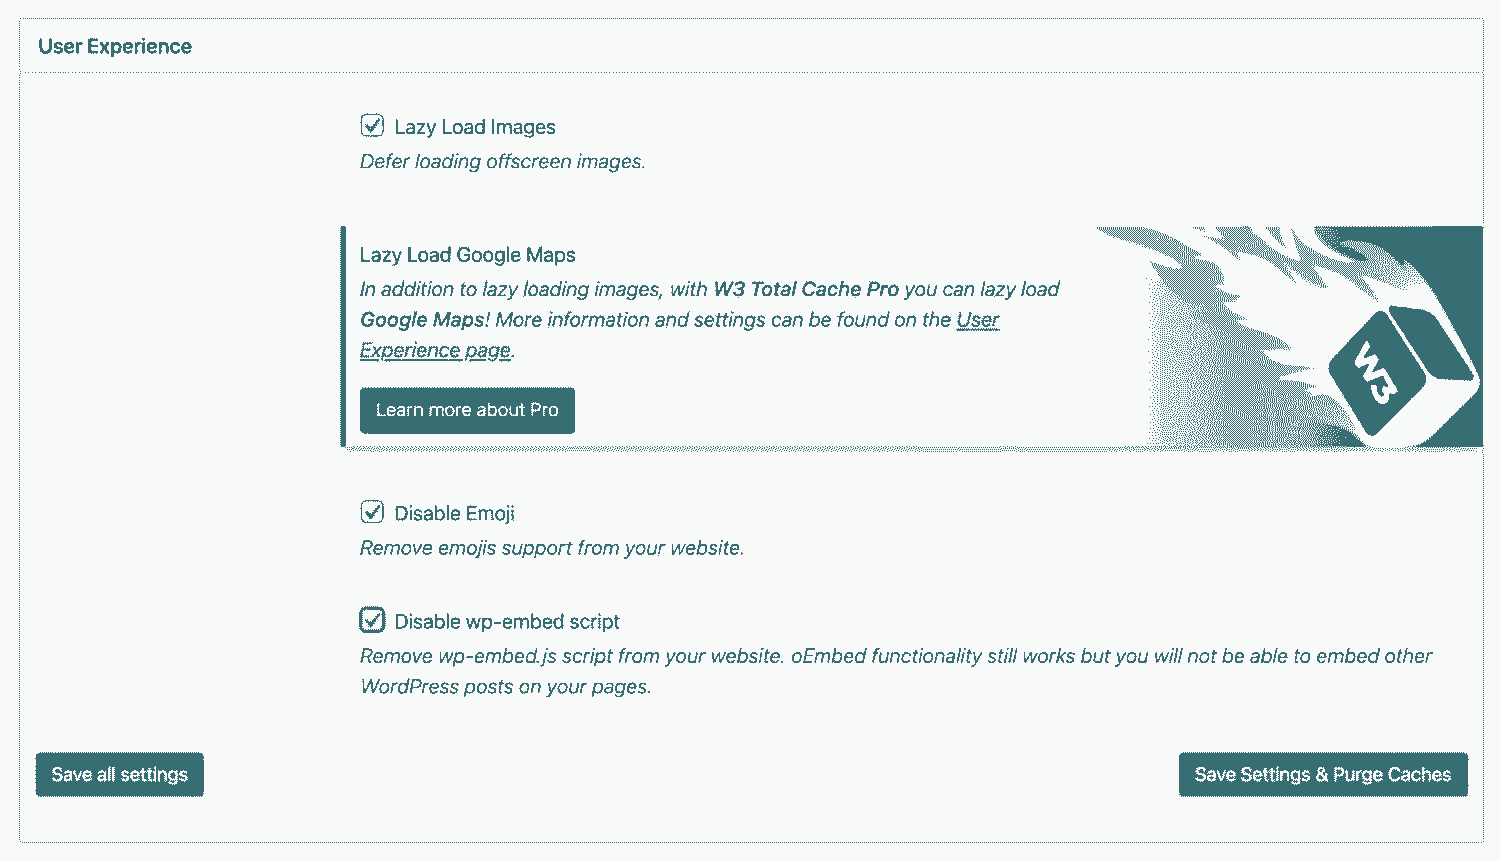 User Experience
Lazy Load Images
Defer loading offscreen images.
Lazy Load Google Maps
In addition to lazy loading images, with W3 Total Cache Pro you can lazy load
Google Maps! More information and settings can be found on the User
Experience page.
Learn more about Pro
W3
Disable Emoji
Remove emojis support from your website.
Disable wp-embed script
Remove wp-embed.js script from your website. oEmbed functionality still works but you will not be able to embed other
WordPress posts on your pages.
Save all settings
Save Settings & Purge Caches